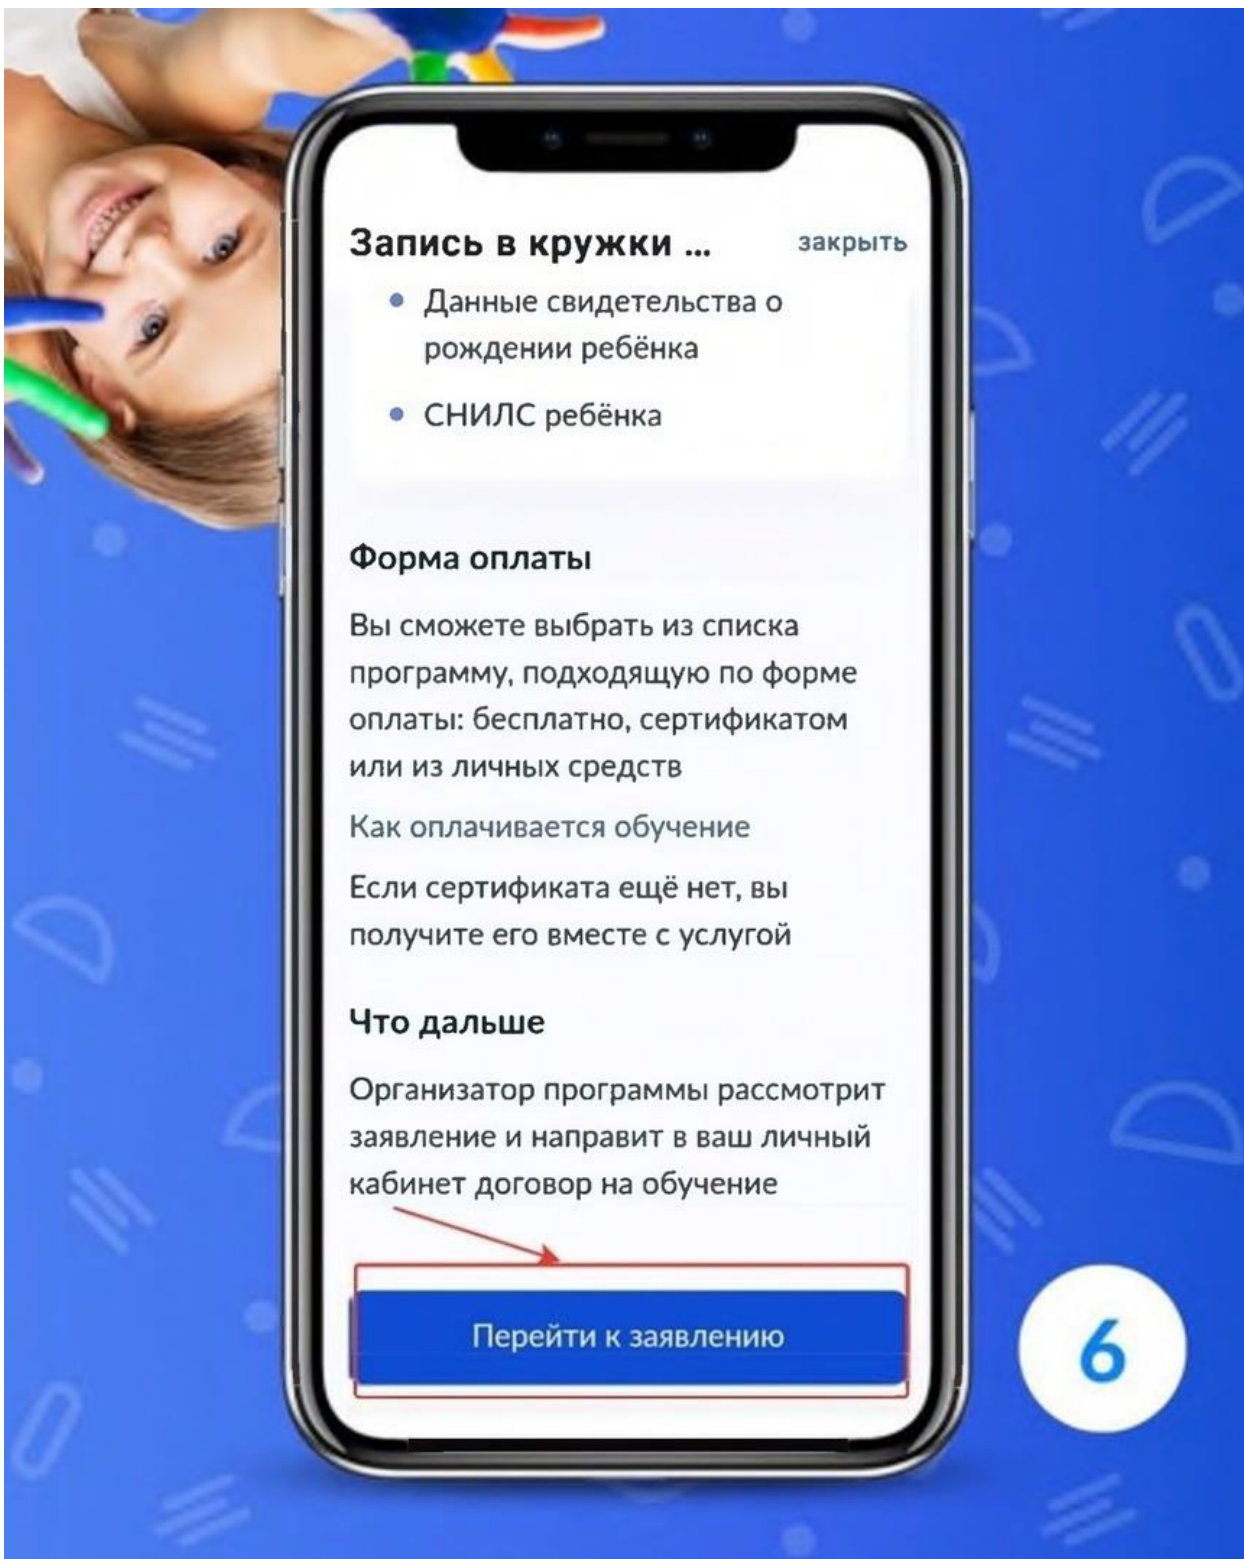 Запись в кружки ...
закрыть
Данные свидетельства о
рождении ребёнка
СНИЛС ребёнка
Форма оплаты
Вы сможете выбрать из списка
программу, подходящую по форме
оплаты: бесплатно, сертификатом
или из личных средств
Как оплачивается обучение
Если сертификата ещё нет, вы
получите его вместе с услугой
Что дальше
Организатор программы рассмотрит
заявление и направит в ваш личный
кабинет договор на обучение
Перейти к заявлению
6